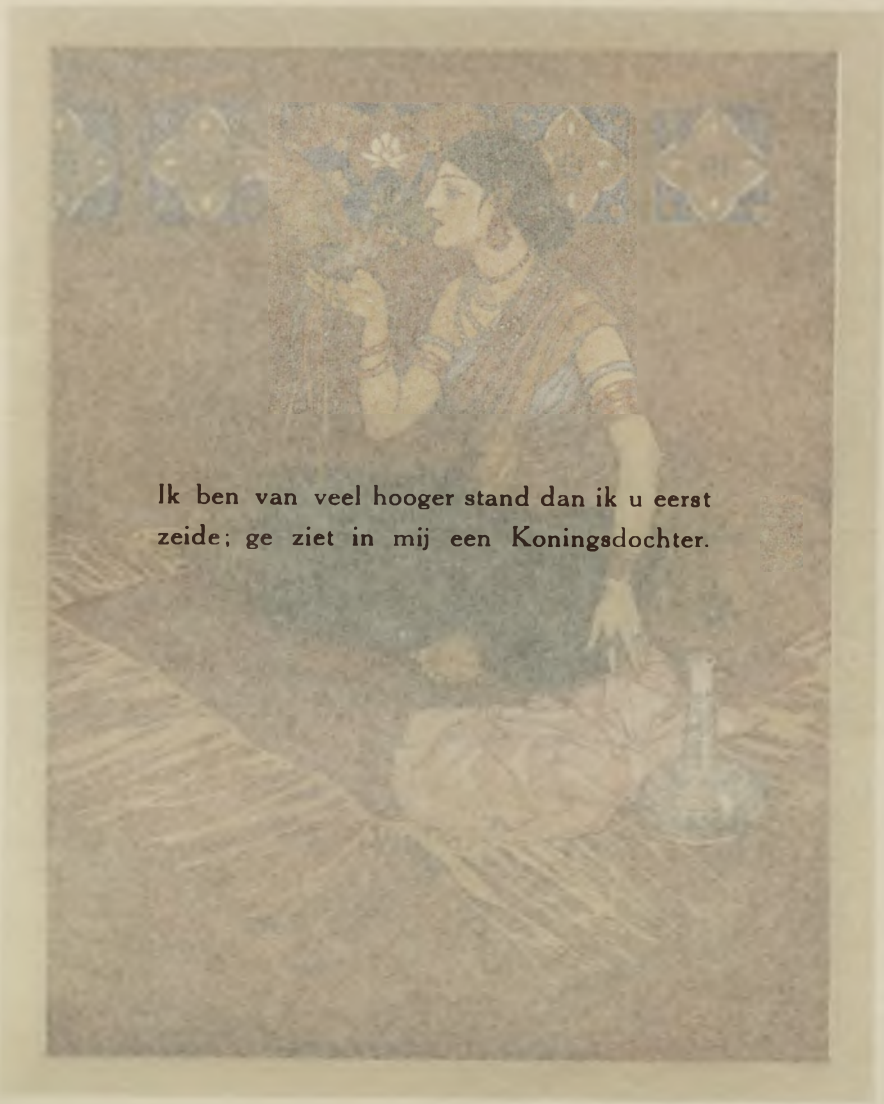 Ik ben van veel hooger stand dan ik u eerst
zeide; ge ziet in mij een Koningsdochter.